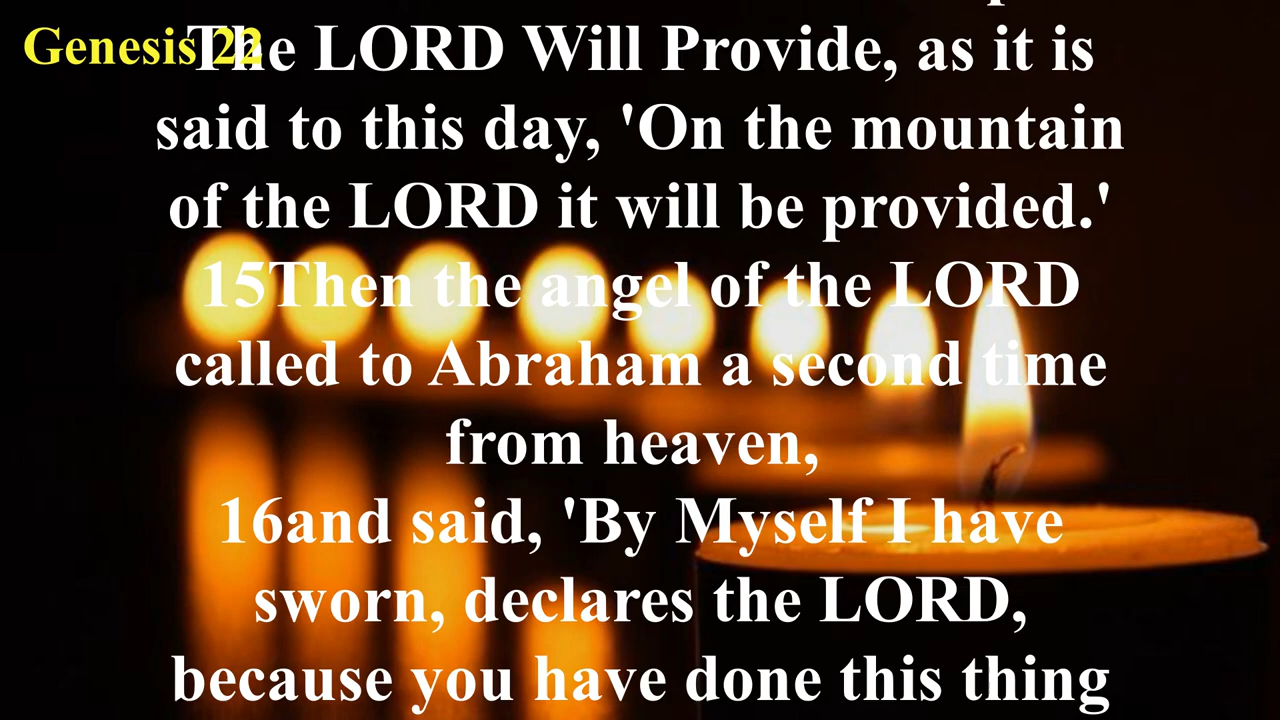 Genesis 22
The LORD Will Provide, as it is
said to this day, 'On the mountain
of the LORD it will be provided.'
15Then the angel of the LORD
called to Abraham a second time
from heaven,
16and said, 'By Myself I have
sworn, declares the LORD,
because you have done this thing